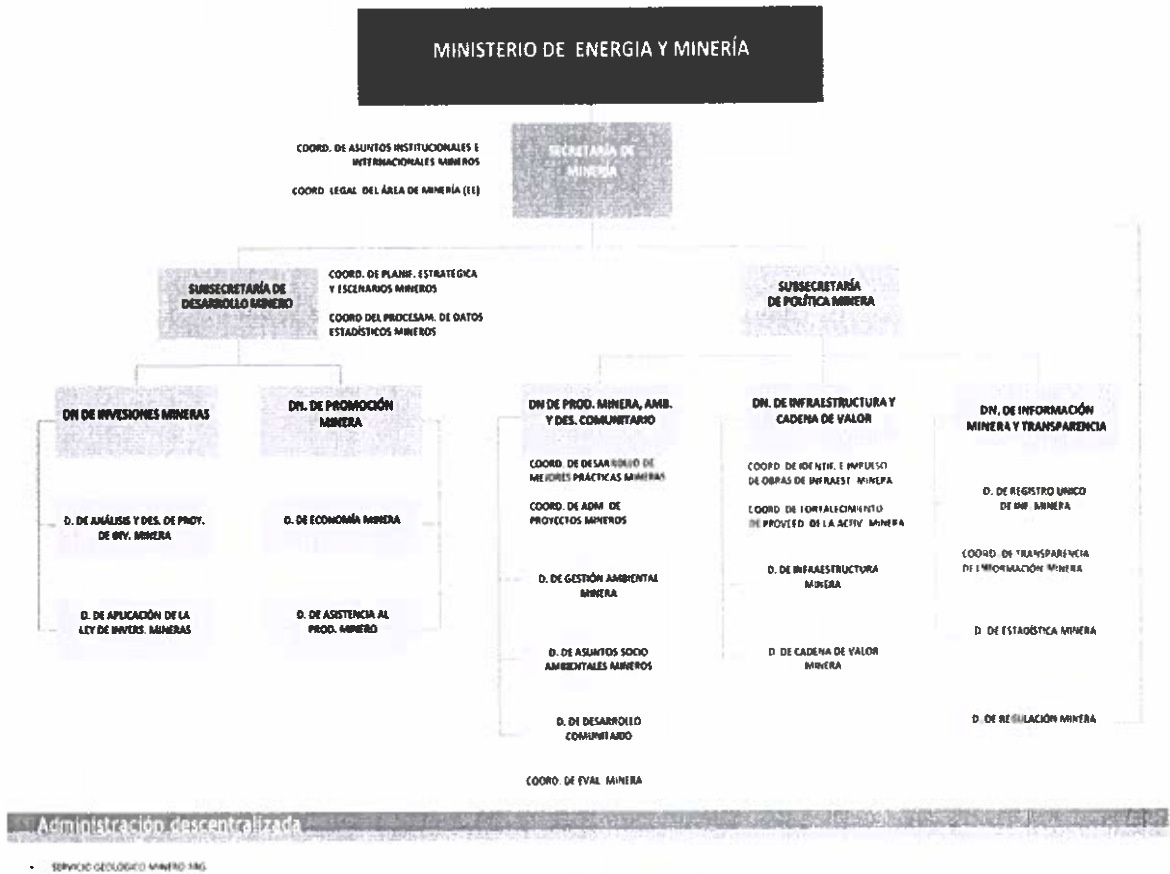 MINISTERIO DE ENERGIA Y MINERÍA
COORD. DE ASUNTOS INSTITUCIONALES E
INTERNACIONALES MINEROS
COORD LEGAL DEL ÁREA DE MINERÍA (EE)
SECRETARÍA DE
MINERÍA
SUBSECRETARÍA DE
DESARROLLO MINERO
COORD. DE PLANIF. ESTRATÉGICA
Y ESCENARIOS MINEROS
COORD DEL PROCESAM. DE DATOS
ESTADÍSTICOS MINEROS
SUBSECRETARÍA
DE POLÍTICA MINERA
DN DE INVESIONES MINERAS
DN. DE PROMOCIÓN
MINERA
DN DE PROD. MINERA, AMB.
Y DES. COMUNITARIO
DN. DE INFRAESTRUCTURA Y
CADENA DE VALOR
DN. DE INFORMACIÓN
MINERA Y TRANSPARENCIA
D. DE ANÁLISIS Y DES. DE PROY.
DE INV. MINERA
D. DE APLICACIÓN DE LA
LEY DE INVERS. MINERAS
D. DE ECONOMÍA MINERA
D. DE ASISTENCIA AL
PROD. MINERO
COORD. DE DESARROLLO DE
MEJORES PRÁCTICAS MINERAS
COORD. DE ADM DE
PROYECTOS MINEROS
D. DE GESTIÓN AMBIENTAL
MINERA
D. DE ASUNTOS SOCIO
AMBIENTALES MINEROS
D. DE DESARROLLO
COMUNITARIO
COORD. DE EVAL MINERA
COORD. DE IDENTIF. E IMPULSO
DE OBRAS DE INFRAEST MINERA
COORD. DE FORTALECIMIENTO
DE PROVEED. DE LA ACTIV. MINERA
D. DE INFRAESTRUCTURA
MINERA
D. DE CADENA DE VALOR
MINERA
D. DE REGISTRO UNICO
DE INF. MINERA
COORD. DE TRANSPARENCIA
DE INFORMACIÓN MINERA
D. DE ESTADÍSTICA MINERA
D. DE REGULACIÓN MINERA
Administración descentralizada
• SERVICIO GEOLOGICO MINERO ARG